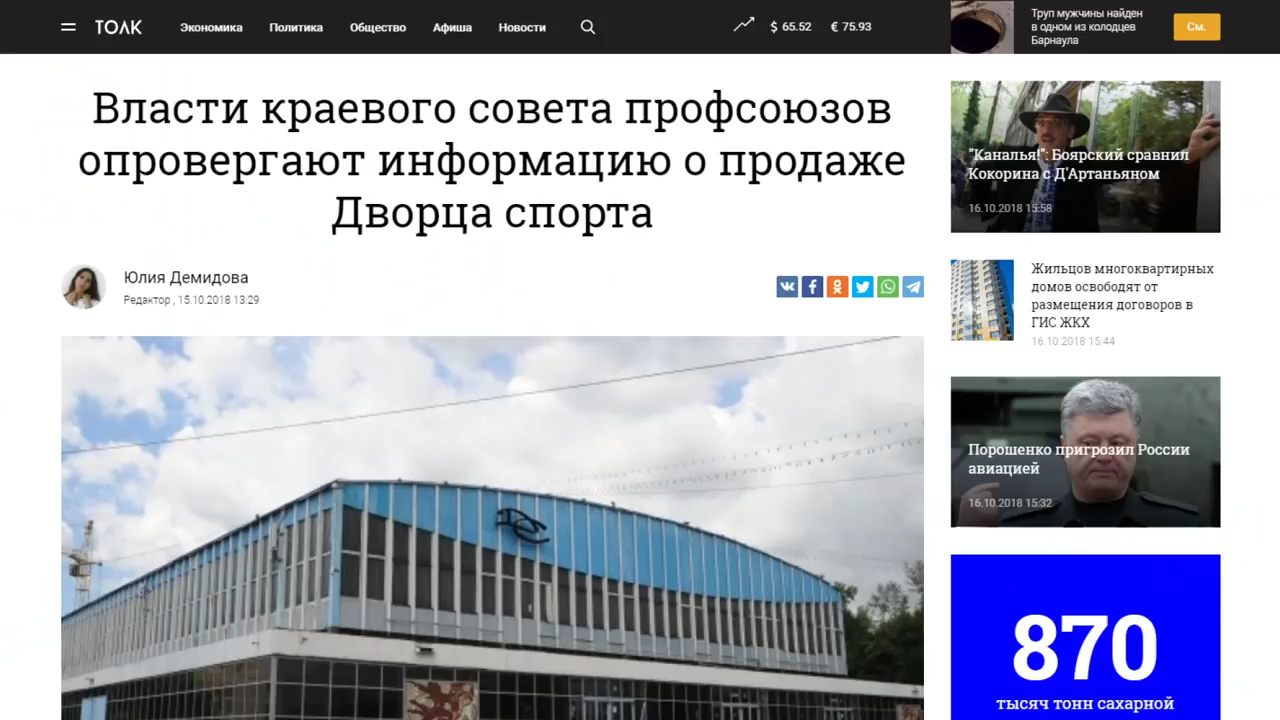 ТОЛК
Экономика
Политика
Общество
Афиша
Новости
$ 65.52
€ 75.93
Труп мужчины найден
в одном из колодцев
Барнаула
См.
Власти краевого совета профсоюзов
опровергают информацию о продаже
Дворца спорта
Юлия Демидова
Редактор , 15.10.2018 13:29
"Каналья!": Боярский сравнил
Кокорина с Д'Артаньяном
16.10.2018 15:58
Жильцов многоквартирных
домов освободят от
размещения договоров в
ГИС ЖКХ
16.10.2018 15:44
Порошенко пригрозил России
авиацией
16.10.2018 15:32
870
тысяч тонн сахарной